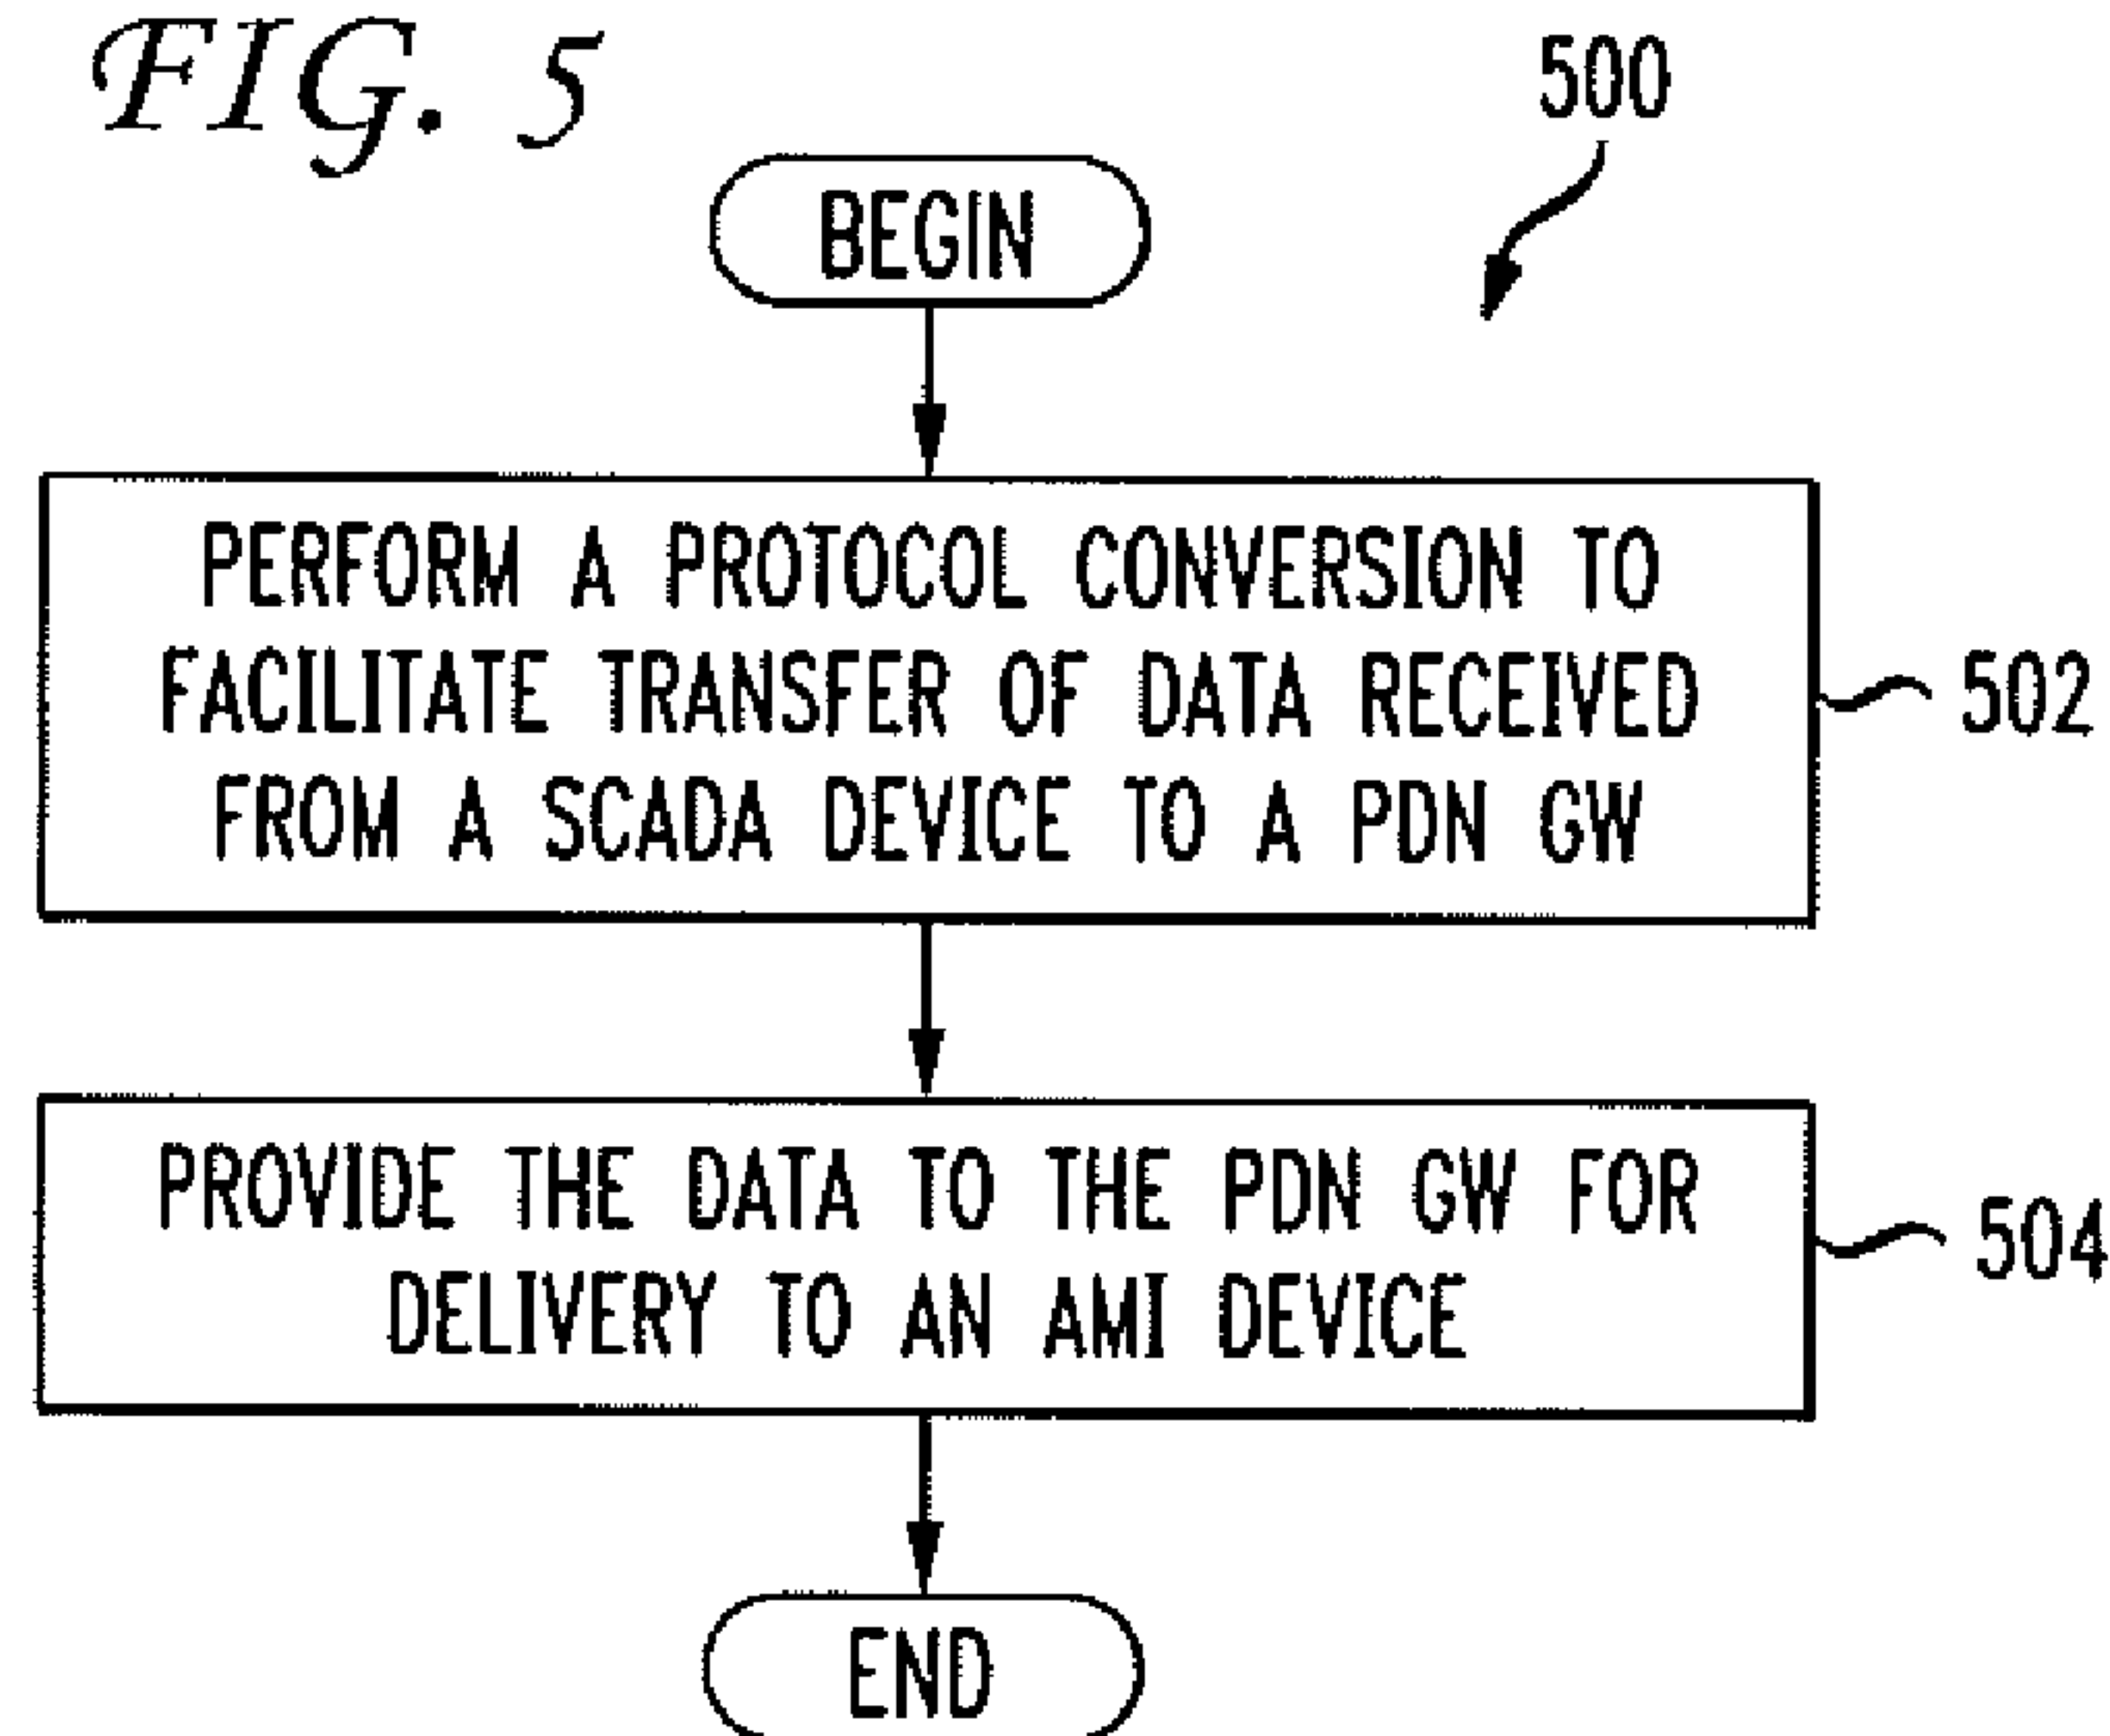 FIG. 5
500
BEGIN
PERFORM A PROTOCOL CONVERSION TO
FACILITATE TRANSFER OF DATA RECEIVED
FROM A SCADA DEVICE TO A PDN GW
502
PROVIDE THE DATA TO THE PDN GW FOR
DELIVERY TO AN AMI DEVICE
504
END